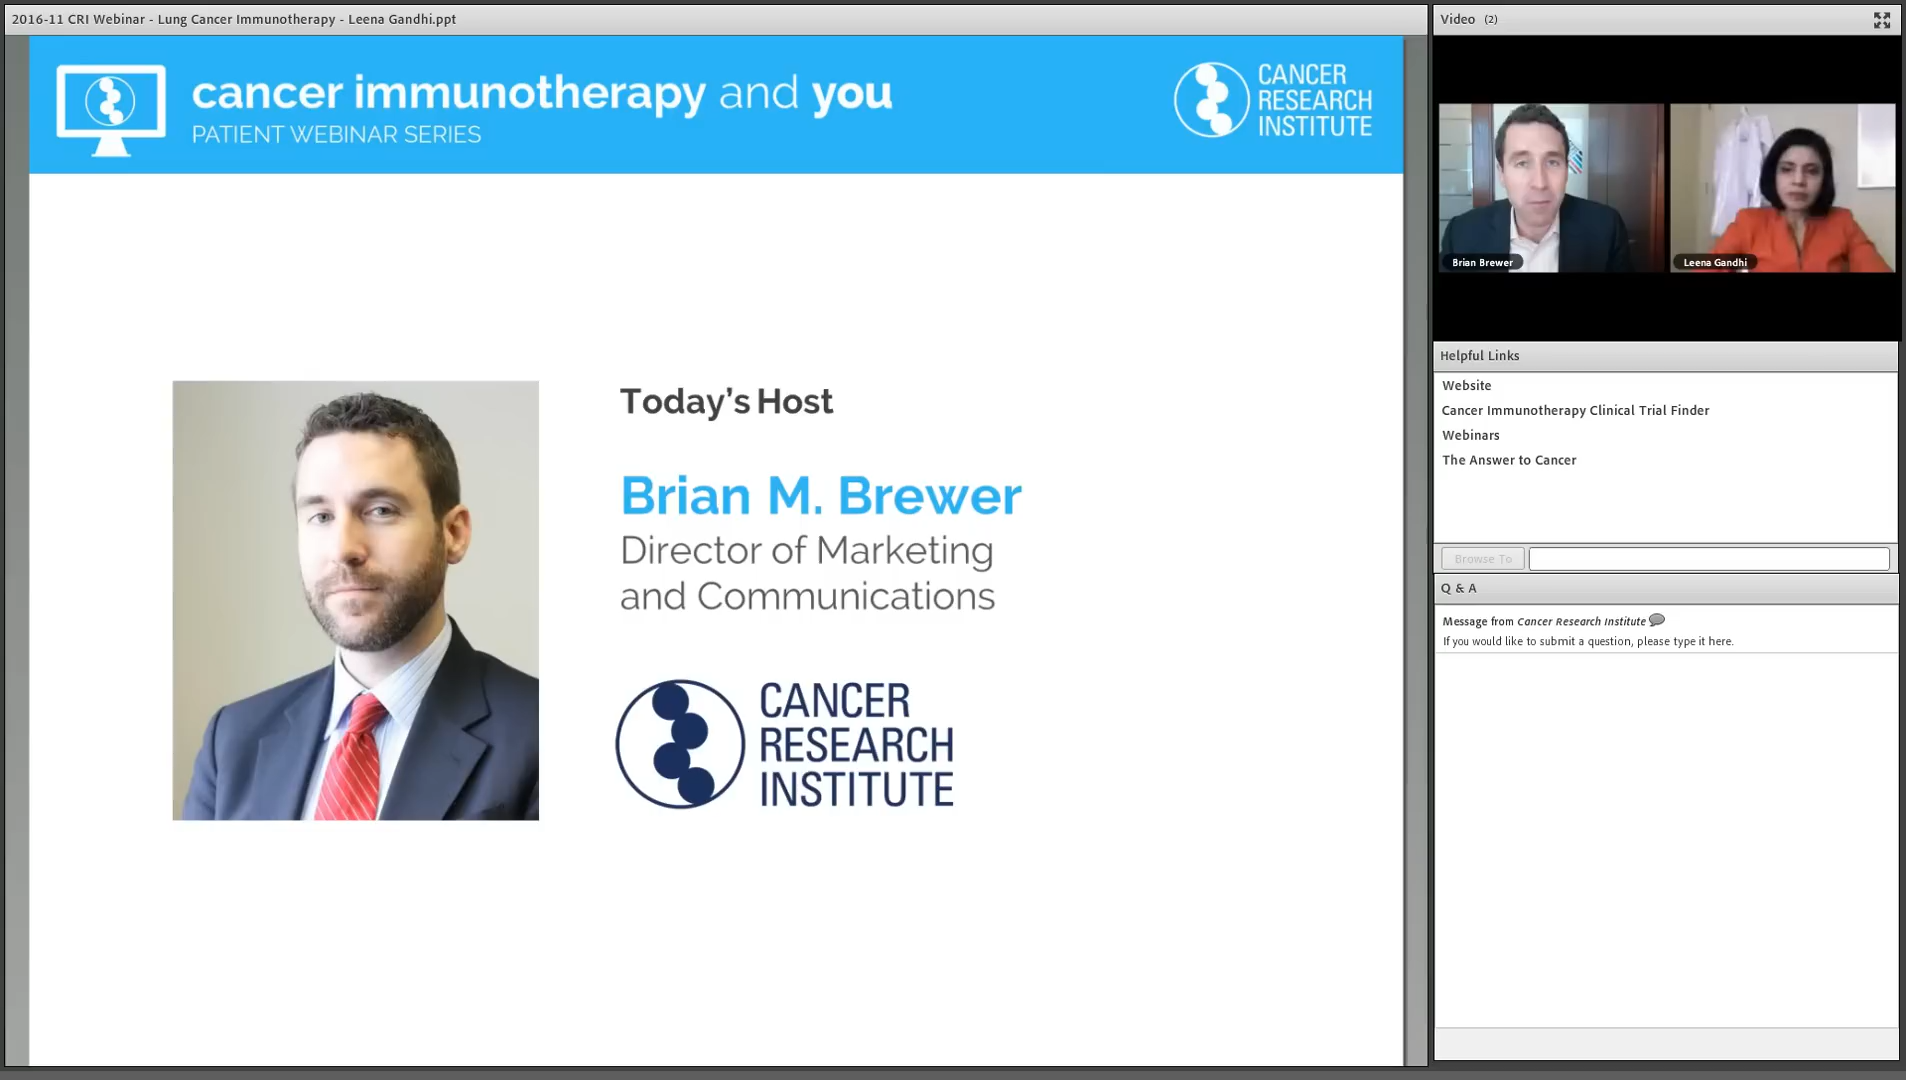 2016-11 CRI Webinar - Lung Cancer Immunotherapy - Leena Gandhi.ppt
cancer immunotherapy and you
PATIENT WEBINAR SERIES
CANCER
RESEARCH
INSTITUTE
Today's Host
Brian M. Brewer
Director of Marketing
and Communications
CANCER
RESEARCH
INSTITUTE
Video (2)
Brian Brewer
Leena Gandhi
Helpful Links
Website
Cancer Immunotherapy Clinical Trial Finder
Webinars
The Answer to Cancer
Browse To
Q & A
Message from Cancer Research Institute
If you would like to submit a question, please type it here.